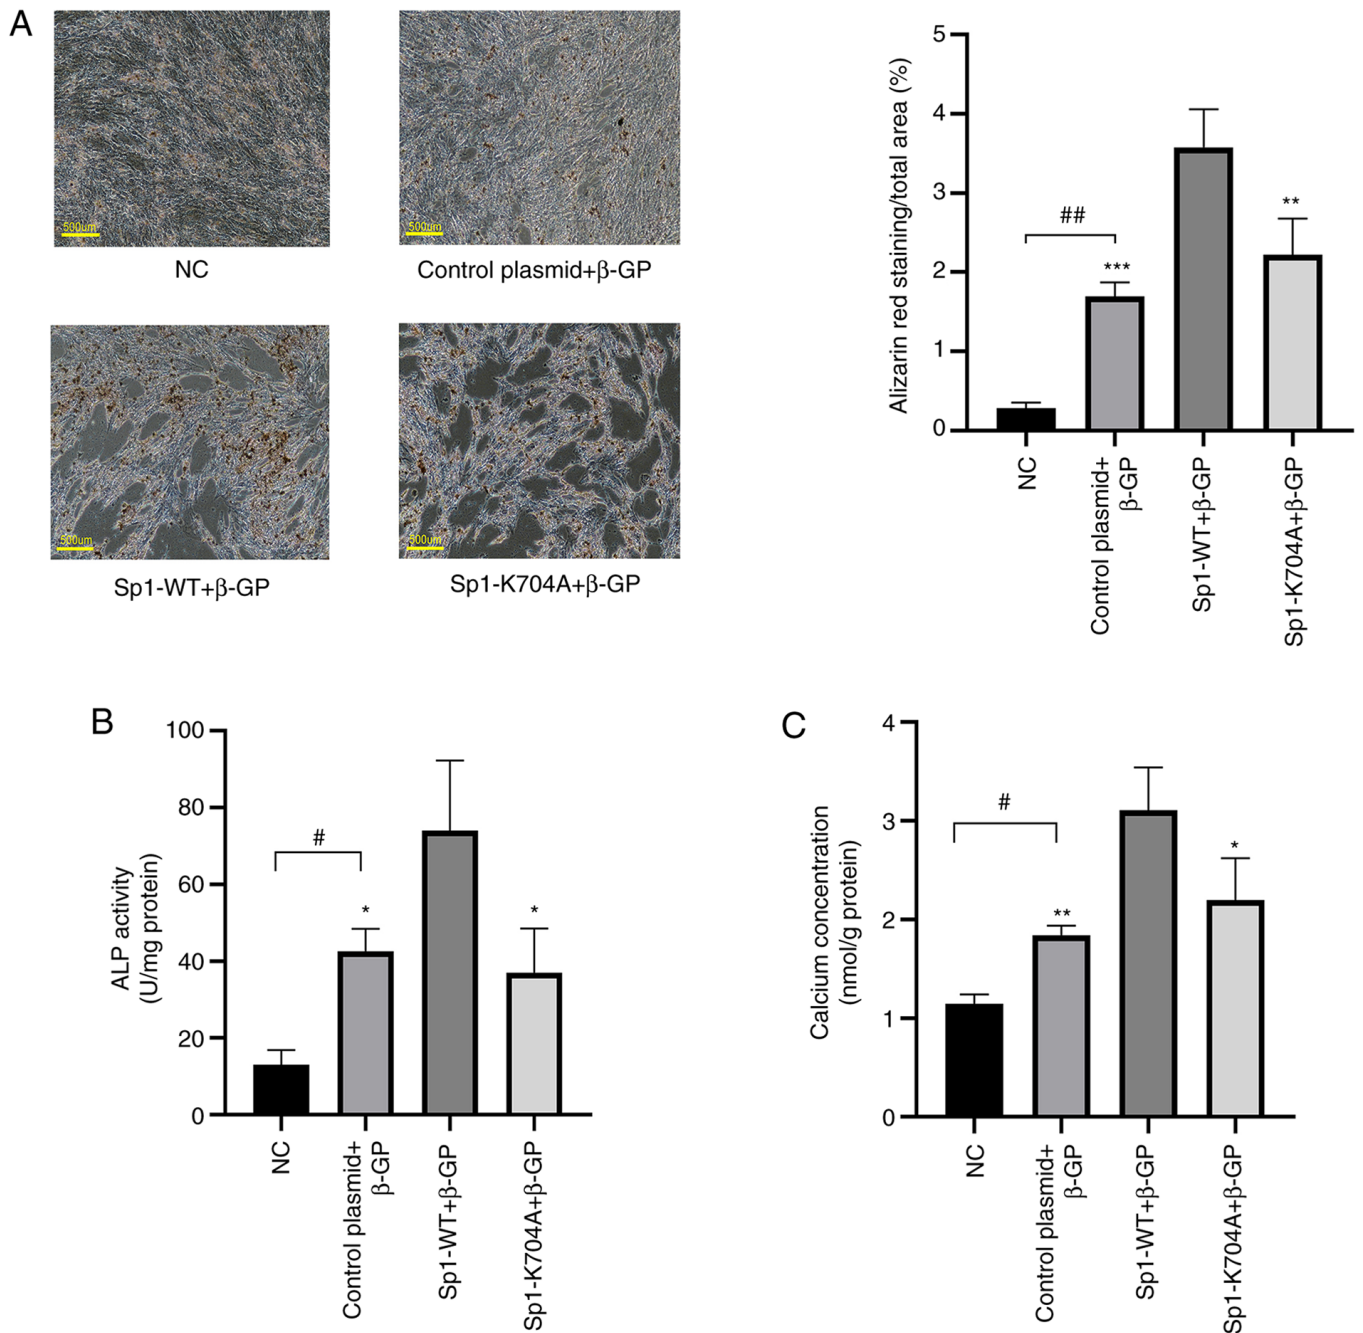 A
500um
NC
500um
Control plasmid+β-GP
500um
Sp1-WT+β-GP
500um
Sp1-K704A+β-GP
Alizarin red staining/total area (%)
5
4
3
2
1
0
##
***
**
NC
Control plasmid+
β-GP
Sp1-WT+β-GP
Sp1-K704A+β-GP
B
ALP activity
(U/mg protein)
100
80
60
40
20
0
#
*
*
NC
Control plasmid+
β-GP
Sp1-WT+β-GP
Sp1-K704A+β-GP
C
Calcium concentration
(nmol/g protein)
4
3
2
1
0
#
**
*
NC
Control plasmid+
β-GP
Sp1-WT+β-GP
Sp1-K704A+β-GP